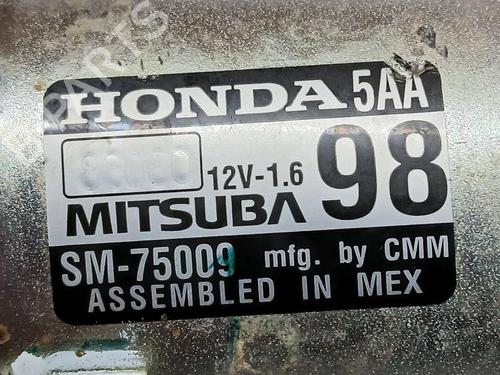 HONDA 5AA
12V-1.6 98
MITSUBA
SM-75009 mfg. by CMM
ASSEMBLED IN MEX